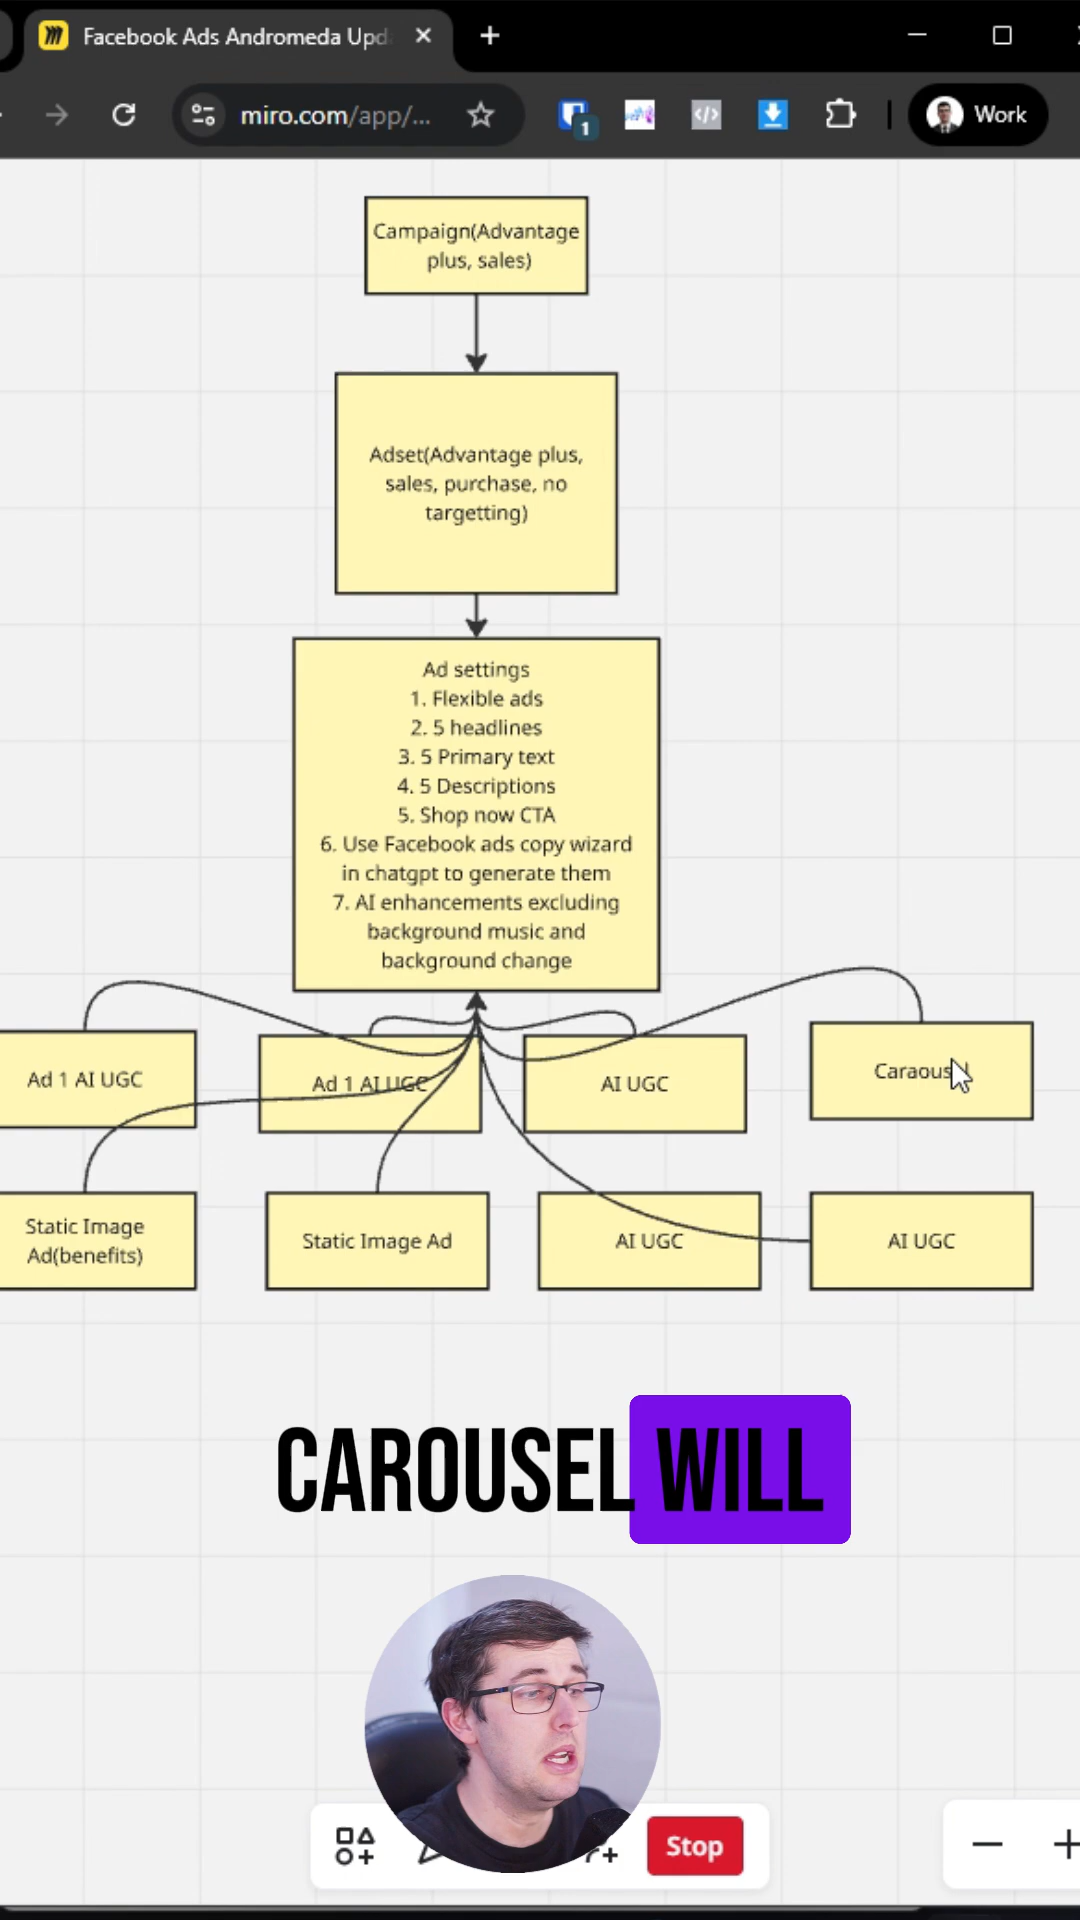 Facebook Ads Andromeda Upd
miro.com/app/...
1
Work
Campaign(Advantage
plus, sales)
Adset(Advantage plus,
sales, purchase, no
targetting)
Ad settings
1. Flexible ads
2. 5 headlines
3. 5 Primary text
4. 5 Descriptions
5. Shop now CTA
6. Use Facebook ads copy wizard
in chatgpt to generate them
7. AI enhancements excluding
background music and
background change
Ad 1 AI UGC
Ad 1 AI UGC
AI UGC
Caraousel
Static Image
Ad(benefits)
Static Image Ad
AI UGC
AI UGC
CAROUSEL WILL
Stop